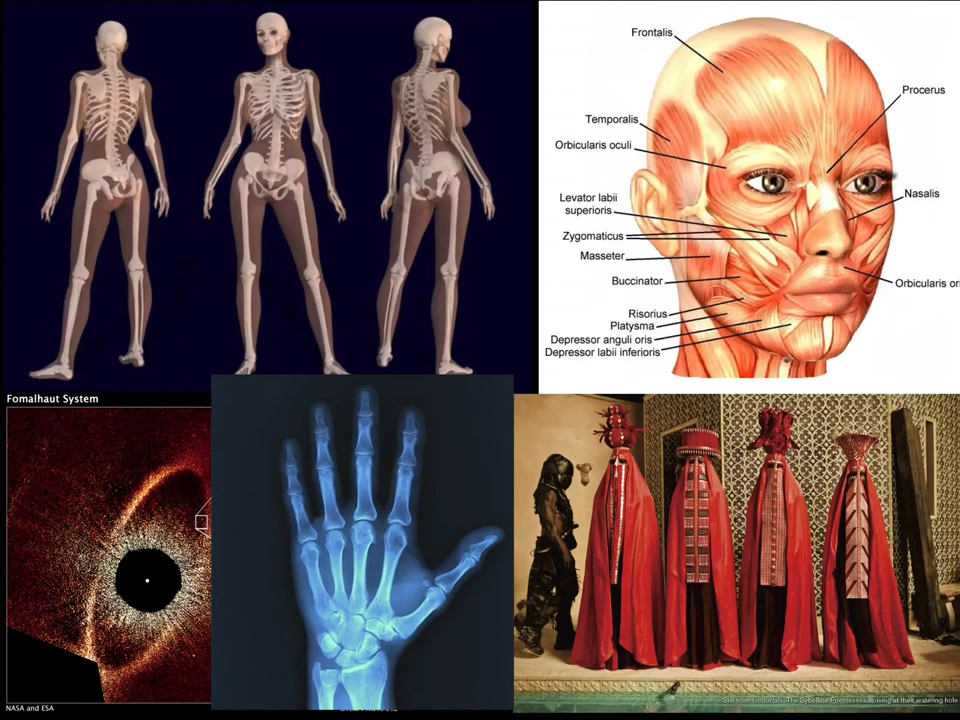 Frontalis
Procerus
Temporalis
Orbicularis oculi
Levator labii
superioris
Nasalis
Zygomaticus
Masseter
Buccinator
Orbicularis ori
Risorius
Platysma
Depressor anguli oris
Depressor labii inferioris
Fomalhaut System
NASA and ESA
Still from Immortal(k), The Sybelline Priestesses arriving at their watering hole